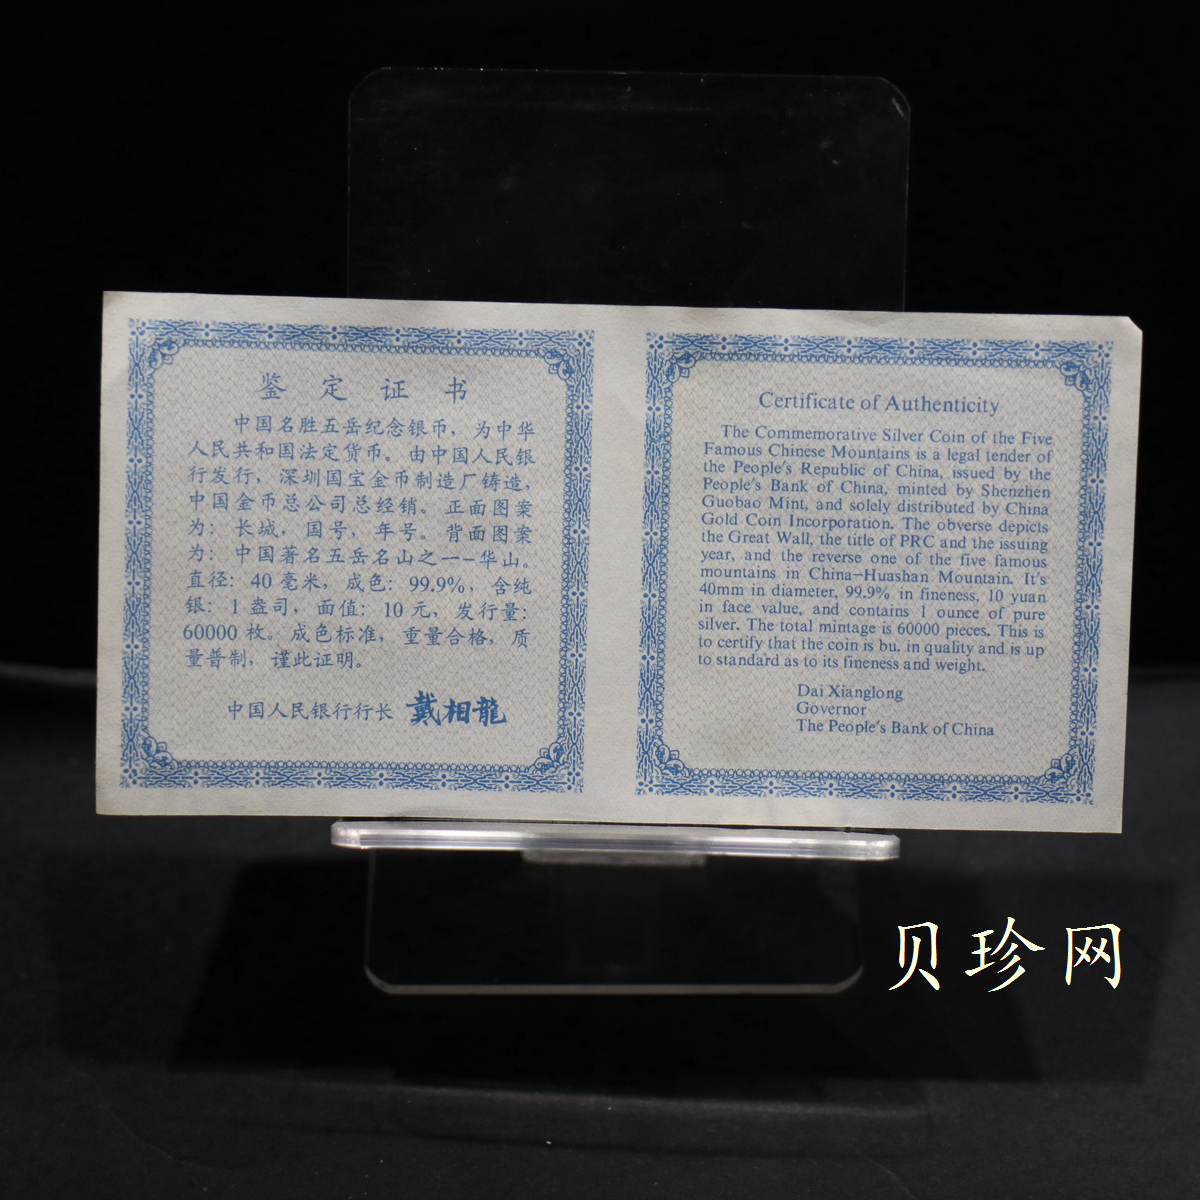 鉴定证书
中国名胜五岳纪念银币，为中华
人民共和国法定货币。由中国人民银
行发行，深圳国宝金币制造厂铸造，
中国金币总公司总经销。正面图案
为：长城，国号，年号。背面图案
为：中国著名五岳名山之一–华山。
直径：40毫米，成色：99.9%，含纯
银：1盎司，面值：10元，发行量：
60000枚。成色标准，重量合格，质
量普制，谨此证明。
中国人民银行行长 戴相龍
Certificate of Authenticity
The Commemorative Silver Coin of the Five
Famous Chinese Mountains is a legal tender of
the People's Republic of China, issued by the
People's Bank of China, minted by Shenzhen
Guobao Mint, and solely distributed by China
Gold Coin Incorporation. The obverse depicts
the Great Wall, the title of PRC and the issuing
year, and the reverse one of the five famous
mountains in China–Huashan Mountain. It's
40mm in diameter, 99.9% in fineness, 10 yuan
in face value, and contains 1 ounce of pure
silver. The total mintage is 60000 pieces. This is
to certify that the coin is bu. in quality and is up
to standard as to its fineness and weight.
Dai Xianglong
Governor
The People's Bank of China
贝珍网